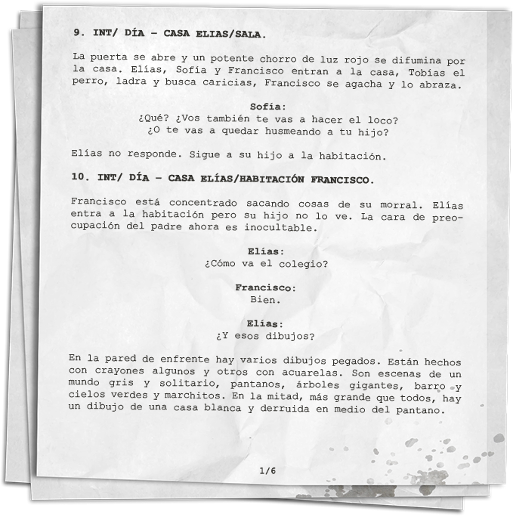 9. INT/ DÍA – CASA ELIAS/SALA.
La puerta se abre y un potente chorro de luz rojo se difumina por
la casa. Elías, Sofía y Francisco entran a la casa, Tobías el
perro, ladra y busca caricias, Francisco se agacha y lo abraza.
Sofía:
¿Qué? ¿Vos también te vas a hacer el loco?
¿O te vas a quedar husmeando a tu hijo?
Elías no responde. Sigue a su hijo a la habitación.
10. INT/ DÍA – CASA ELÍAS/HABITACIÓN FRANCISCO.
Francisco está concentrado sacando cosas de su morral. Elías
entra a la habitación pero su hijo no lo ve. La cara de preo-
cupación del padre ahora es inocultable.
Elías:
¿Cómo va el colegio?
Francisco:
Bien.
Elías:
¿Y esos dibujos?
En la pared de enfrente hay varios dibujos pegados. Están hechos
con crayones algunos y otros con acuarelas. Son escenas de un
mundo gris y solitario, pantanos, árboles gigantes, barro y
cielos verdes y marchitos. En la mitad, más grande que todos, hay
un dibujo de una casa blanca y derruida en medio del pantano.
1/6